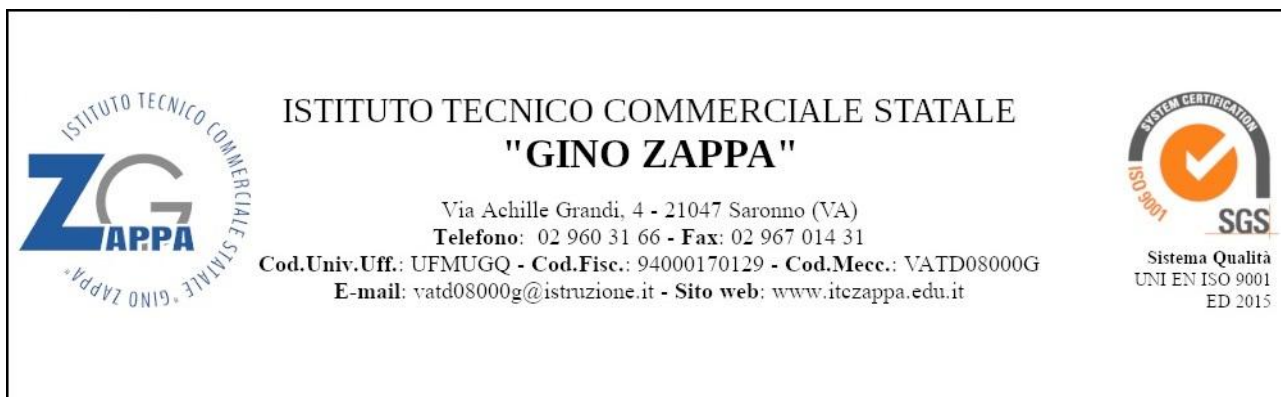 ISTITUTO TECNICO COMMERCIALE STATALE "GINO ZAPPA"
ZG
APPA
ISTITUTO TECNICO COMMERCIALE STATALE
"GINO ZAPPA"
Via Achille Grandi, 4 - 21047 Saronno (VA)
Telefono: 02 960 31 66 - Fax: 02 967 014 31
Cod.Univ.Uff.: UFMUGQ - Cod.Fisc.: 94000170129 - Cod.Mecc.: VATD08000G
E-mail: vatd08000g@istruzione.it - Sito web: www.itczappa.edu.it
SYSTEM CERTIFICATION
ISO 9001
SGS
Sistema Qualità
UNI EN ISO 9001
ED 2015